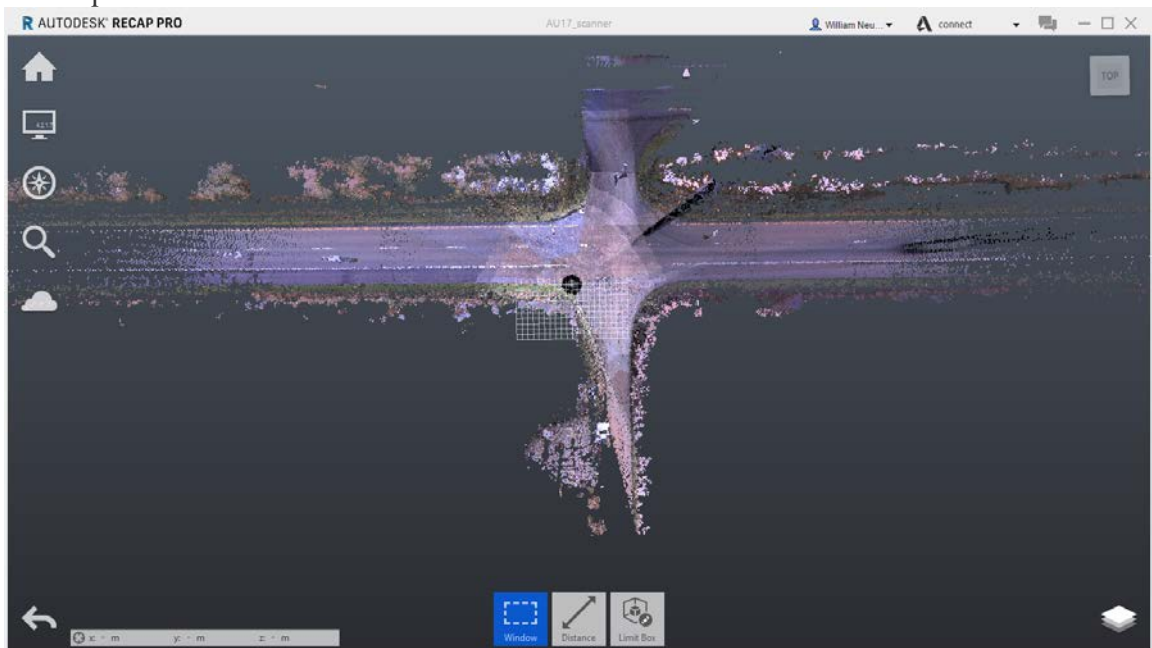 R AUTODESK® RECAP PRO
AU17_scanner
William Neu...
connect
TOP
x: - m y: - m z: - m
Window
Distance
Limit Box